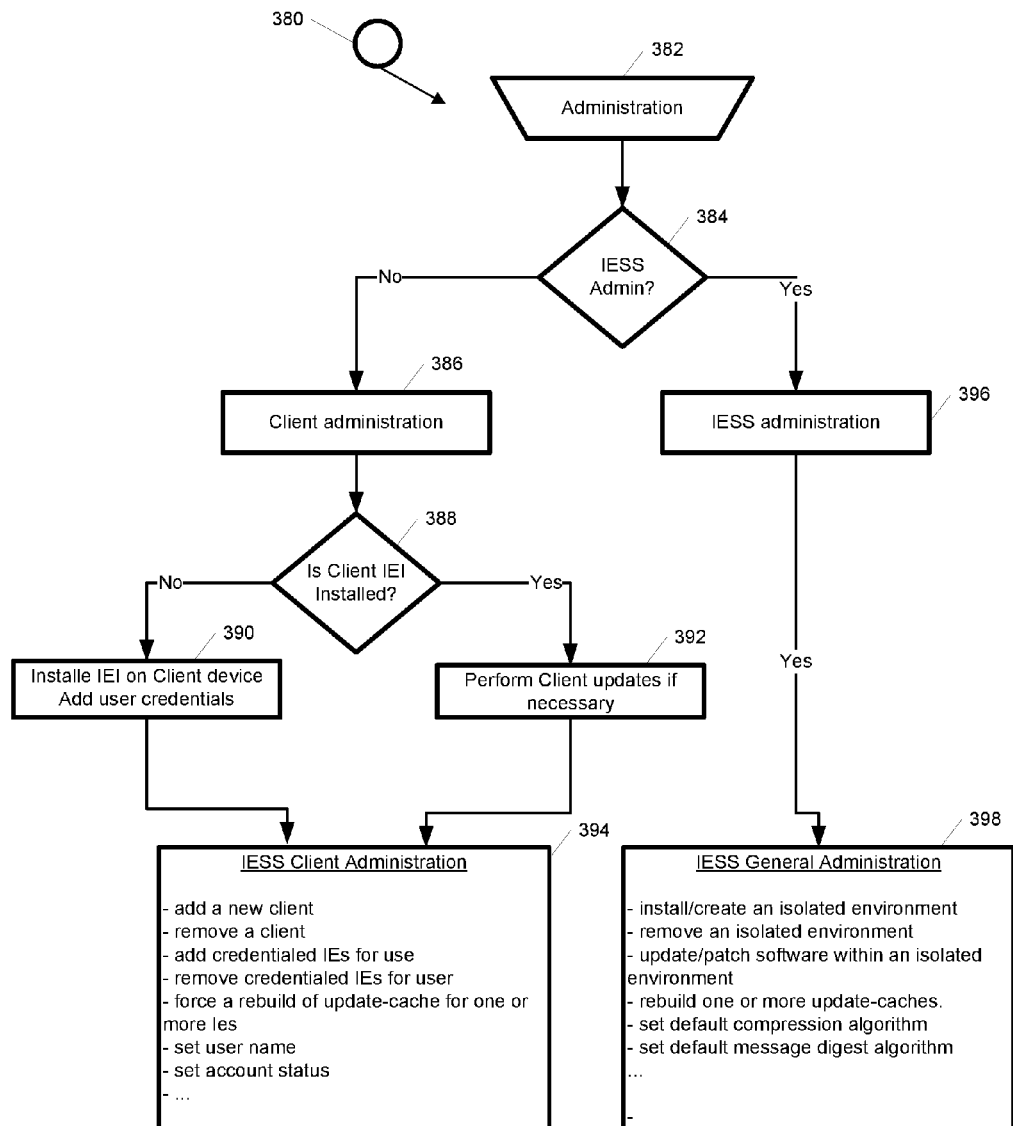 380
382
Administration
384
IESS
Admin?
No
Yes
386
Client administration
396
IESS administration
388
Is Client IEI
Installed?
No
Yes
390
Installe IEI on Client device
Add user credentials
392
Perform Client updates if
necessary
Yes
394
IESS Client Administration
- add a new client
- remove a client
- add credentialed IEs for use
- remove credentialed IEs for user
- force a rebuild of update-cache for one or
more Ies
- set user name
- set account status
- ...
398
IESS General Administration
- install/create an isolated environment
- remove an isolated environment
- update/patch software within an isolated
environment
- rebuild one or more update-caches.
- set default compression algorithm
- set default message digest algorithm
...
-